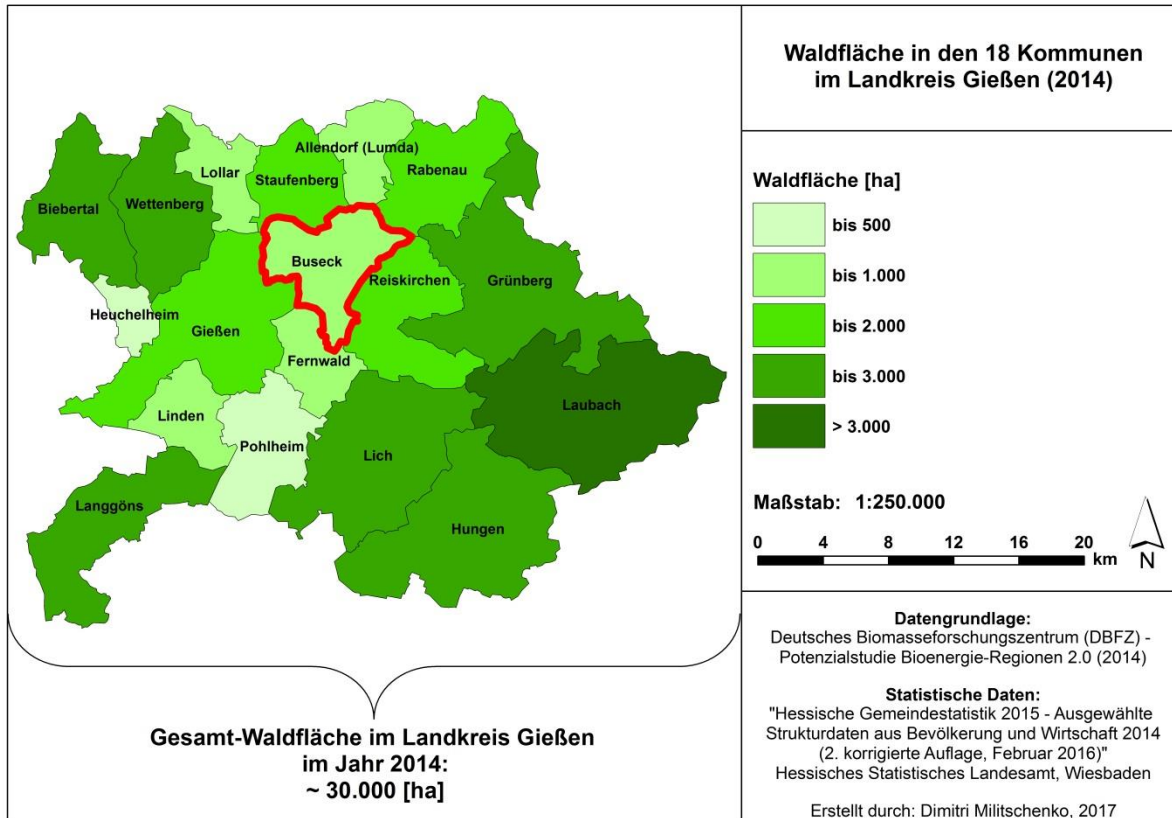 Waldfläche in den 18 Kommunen
im Landkreis Gießen (2014)
Allendorf (Lumda)
Lollar
Staufenberg
Rabenau
Biebertal
Wettenberg
Buseck
Reiskirchen
Grünberg
Heuchelheim
Gießen
Fernwald
Laubach
Linden
Pohlheim
Lich
Langgöns
Hungen
Gesamt-Waldfläche im Landkreis Gießen
im Jahr 2014:
~ 30.000 [ha]
Waldfläche [ha]
bis 500
bis 1.000
bis 2.000
bis 3.000
> 3.000
Maßstab: 1:250.000
0 4 8 12 16 20
km
N
Datengrundlage:
Deutsches Biomasseforschungszentrum (DBFZ) -
Potenzialstudie Bioenergie-Regionen 2.0 (2014)
Statistische Daten:
"Hessische Gemeindestatistik 2015 - Ausgewählte
Strukturdaten aus Bevölkerung und Wirtschaft 2014
(2. korrigierte Auflage, Februar 2016)"
Hessisches Statistisches Landesamt, Wiesbaden
Erstellt durch: Dimitri Militschenko, 2017